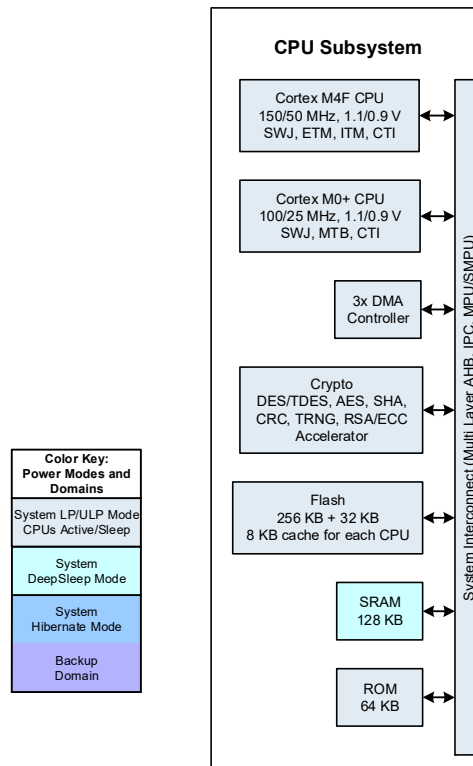 CPU Subsystem
Cortex M4F CPU
150/50 MHz, 1.1/0.9 V
SWJ, ETM, ITM, CTI
Cortex M0+ CPU
100/25 MHz, 1.1/0.9 V
SWJ, MTB, CTI
3x DMA
Controller
Crypto
DES/TDES, AES, SHA,
CRC, TRNG, RSA/ECC
Accelerator
Flash
256 KB + 32 KB
8 KB cache for each CPU
SRAM
128 KB
ROM
64 KB
System Interconnect (Multi Layer AHB, IPC, MPU/SMPU)
Color Key:
Power Modes and
Domains
System LP/ULP Mode
CPUs Active/Sleep
System
DeepSleep Mode
System
Hibernate Mode
Backup
Domain